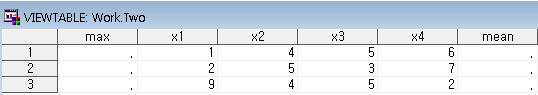 VIEWTABLE: Work.Two
max x1 x2 x3 x4 mean
1 . 1 4 5 6 .
2 . 2 5 3 7 .
3 . 9 4 5 2 .